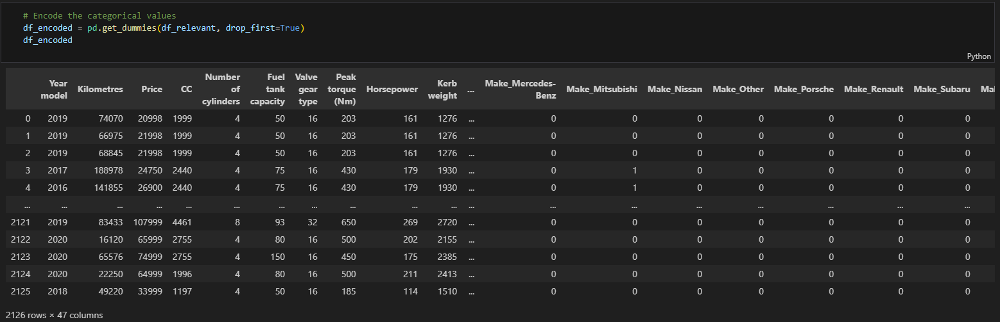 # Encode the categorical values
df_encoded = pd.get_dummies(df_relevant, drop_first=True)
df_encoded
Python
Year model Kilometres Price CC Number of cylinders Fuel tank capacity Valve gear type Peak torque (Nm) Horsepower Kerb weight ... Make_Mercedes-Benz Make_Mitsubishi Make_Nissan Make_Other Make_Porsche Make_Renault Make_Subaru
0 2019 74070 20998 1999 4 50 16 203 161 1276 ... 0 0 0 0 0 0 0
1 2019 66975 21998 1999 4 50 16 203 161 1276 ... 0 0 0 0 0 0 0
2 2019 68845 21998 1999 4 50 16 203 161 1276 ... 0 0 0 0 0 0 0
3 2017 188978 24750 2440 4 75 16 430 179 1930 ... 0 1 0 0 0 0 0
4 2016 141855 26900 2440 4 75 16 430 179 1930 ... 0 1 0 0 0 0 0
... ... ... ... ... ... ... ... ... ... ... ... ... ... ... ... ... ... ...
2121 2019 83433 107999 4461 8 93 32 650 269 2720 ... 0 0 0 0 0 0 0
2122 2020 16120 65999 2755 4 80 16 500 202 2155 ... 0 0 0 0 0 0 0
2123 2020 65576 74999 2755 4 150 16 450 175 2385 ... 0 0 0 0 0 0 0
2124 2020 22250 64999 1996 4 80 16 500 211 2413 ... 0 0 0 0 0 0 0
2125 2018 49220 33999 1197 4 50 16 185 114 1510 ... 0 0 0 0 0 0 0
2126 rows × 47 columns